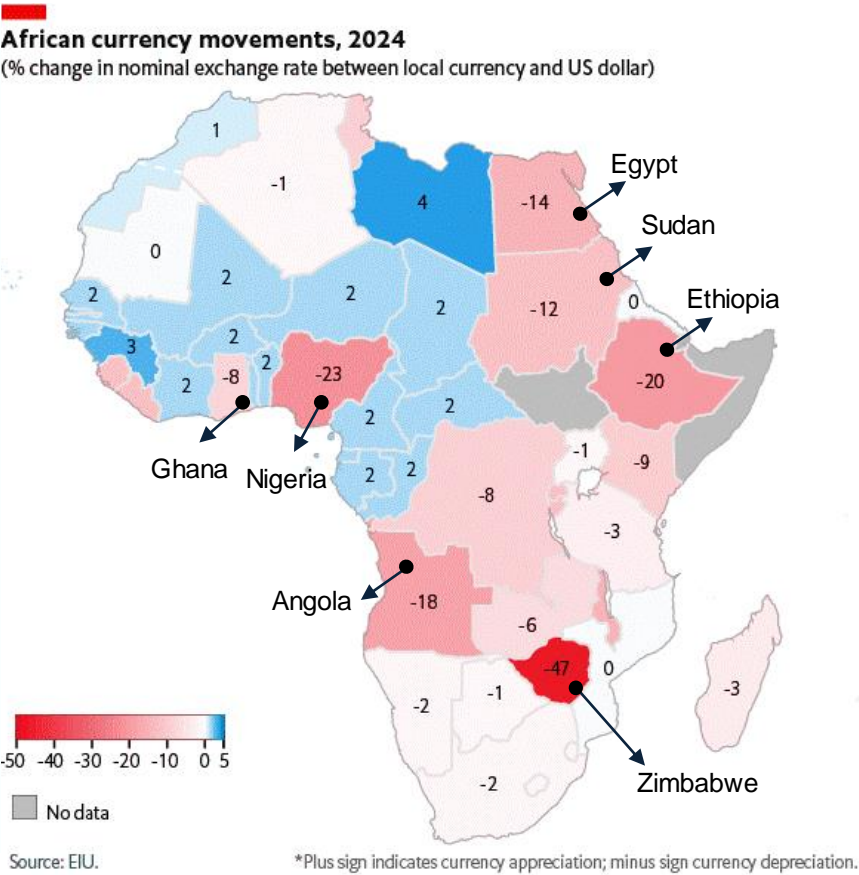 African currency movements, 2024
(% change in nominal exchange rate between local currency and US dollar)
1
-1
4
-14
Egypt
Sudan
0
2
2
2
2
2
-12
0
Ethiopia
3
2
2
2
-8
-23
-20
2
2
Ghana
Nigeria
2
2
-1
-9
-8
-3
Angola
-18
-6
-47
0
-2
-1
-3
-2
Zimbabwe
-50 -40 -30 -20 -10 0 5
No data
Source: EIU.
*Plus sign indicates currency appreciation; minus sign currency depreciation.